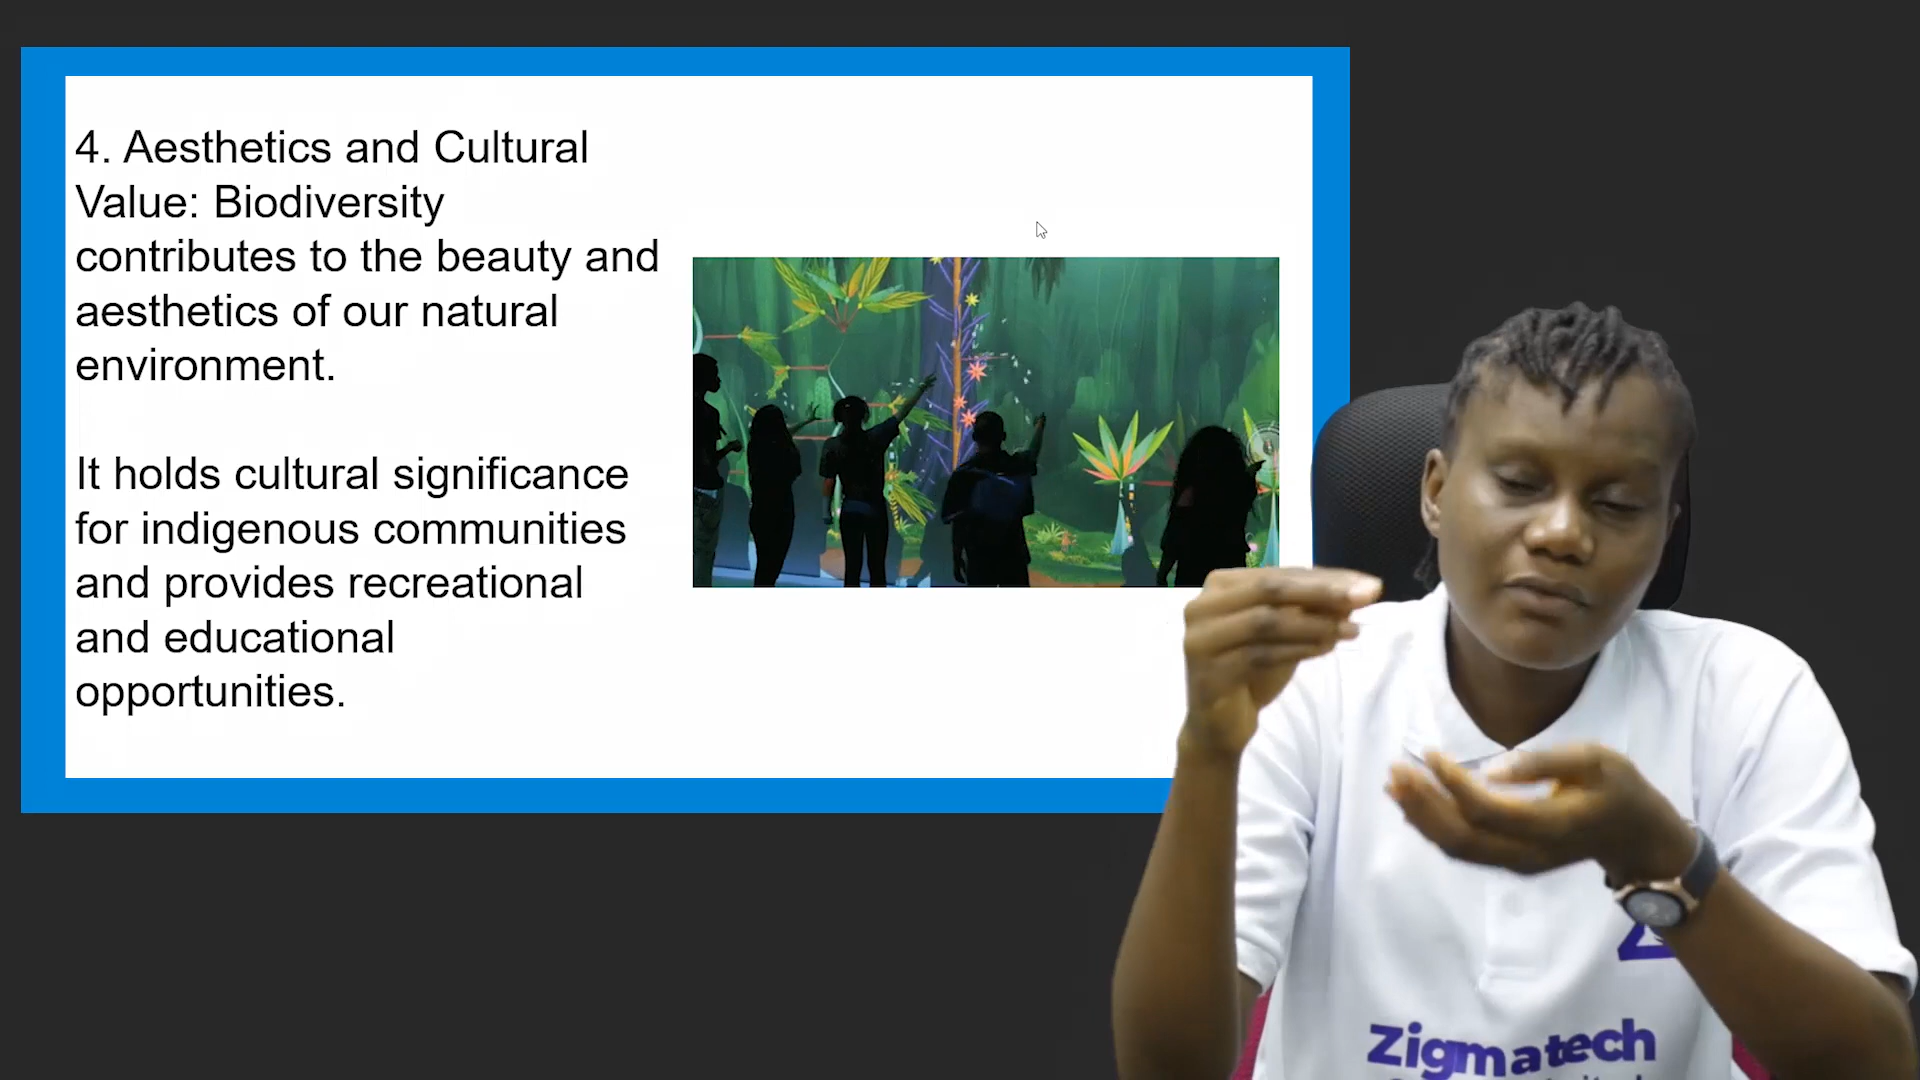 4. Aesthetics and Cultural
Value: Biodiversity
contributes to the beauty and
aesthetics of our natural
environment.
It holds cultural significance
for indigenous communities
and provides recreational
and educational
opportunities.
Zigmatech